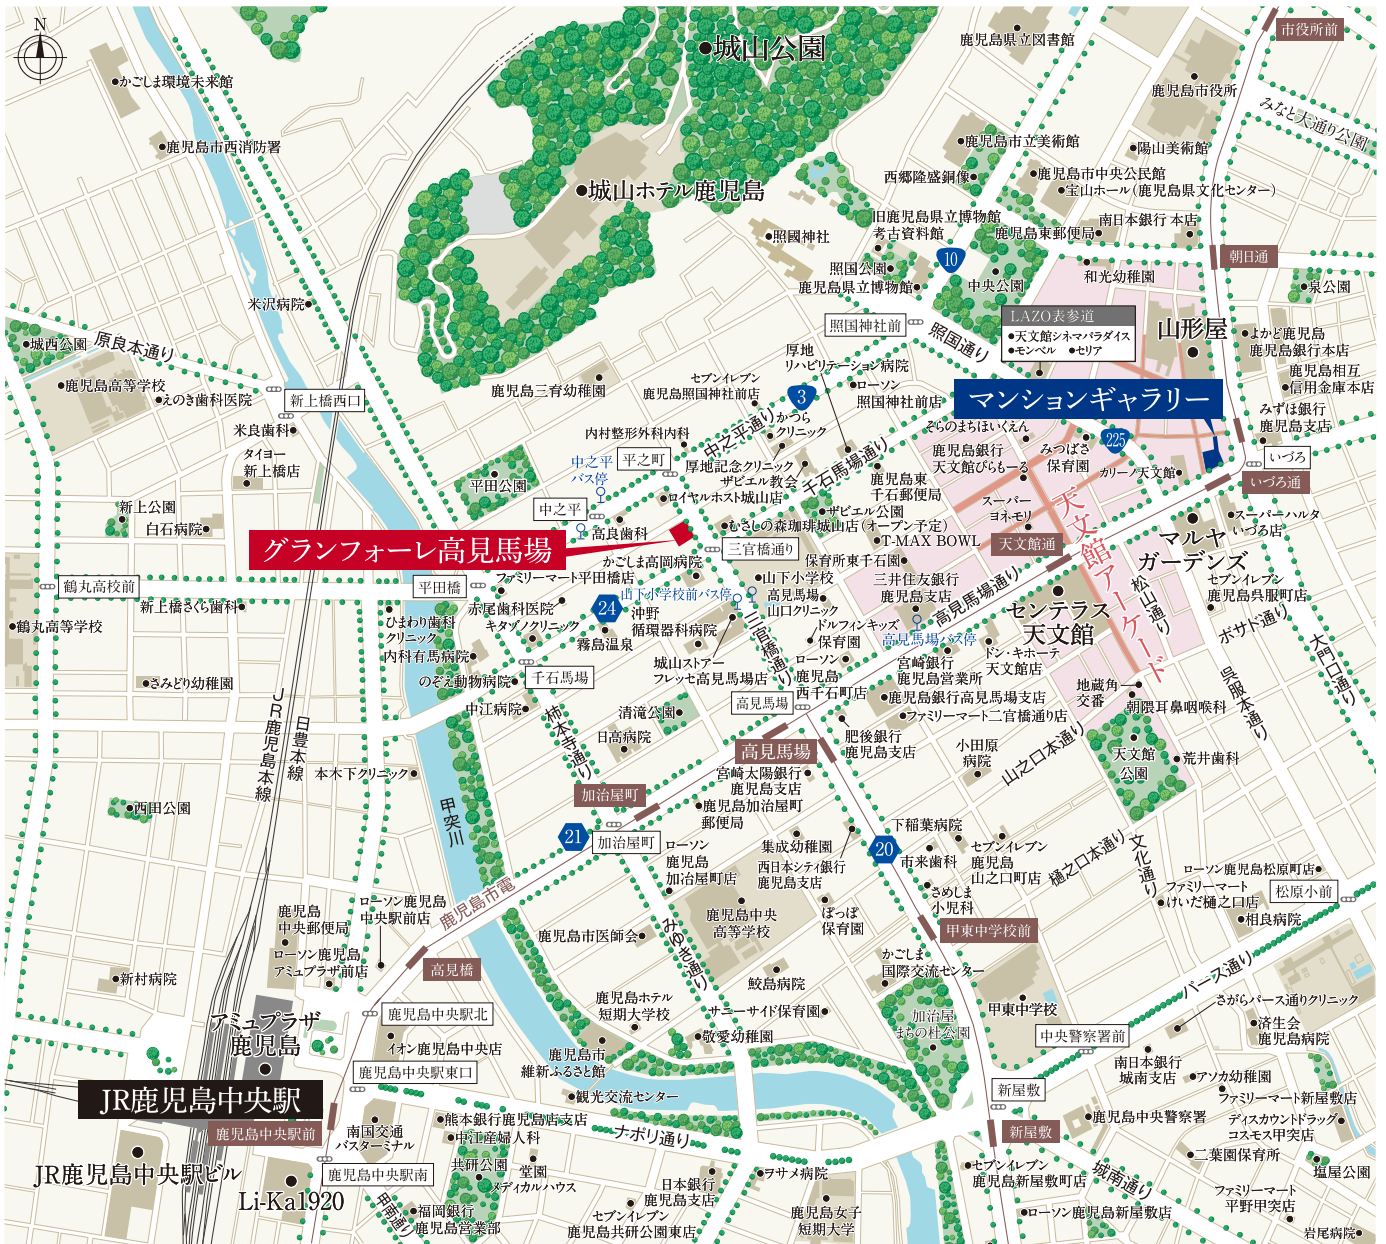 N
城山公園
鹿児島県立図書館
市役所前
かごしま環境未来館
鹿児島市役所
みなと大通り公園
鹿児島市西消防署
鹿児島市立美術館
陽山美術館
西郷隆盛銅像
鹿児島市中央公民館
宝山ホール(鹿児島県文化センター)
城山ホテル鹿児島
旧鹿児島県立博物館
考古資料館
南日本銀行 本店
鹿児島東郵便局
照國神社
朝日通
10
照国公園
鹿児島県立博物館
中央公園
和光幼稚園
泉公園
米沢病院
照国神社前
照国通り
LAZO表参道
天文館シネマパラダイス
モンベル
セリア
山形屋
よかど鹿児島
鹿児島銀行本店
城西公園
原良本通り
鹿児島高等学校
えのき歯科医院
新上橋西口
鹿児島三育幼稚園
厚地
リハビリテーション病院
セブンイレブン
鹿児島照国神社前店
3
ローソン
照国神社前店
マンションギャラリー
鹿児島相互
信用金庫本店
みずほ銀行
鹿児島支店
米良歯科
タイヨー
新上橋店
内村整形外科内科
中之平通り
かつら
クリニック
そらのまちほいくえん
225
みつばさ
保育園
鹿児島銀行
天文館びらもーる
カリーノ天文館
いづろ
いづろ通
平之町
中之平
バス停
厚地記念クリニック
ザビエル教会
千石馬場通り
鹿児島東
千石郵便局
平田公園
中之平
ロイヤルホスト城山店
ザビエル公園
スーパー
ヨネモリ
天文館アーケード
マルヤ
ガーデンズ
スーパーハルタ
いづろ店
新上公園
白石病院
高良歯科
むさしの森珈琲城山店(オープン予定)
T-MAX BOWL
天文館通
グランフォーレ高見馬場
三官橋通り
かごしま高岡病院
保育所東千石園
松山通り
セブンイレブン
鹿児島呉服町店
鶴丸高校前
平田橋
ファミリーマート平田橋店
山下小学校
三井住友銀行
鹿児島支店
高見馬場通り
センテラス
天文館
ボサド通り
新上橋さくら歯科
赤尾歯科医院
キタゾノクリニック
24
山下小学校前バス停
高見馬場
山口クリニック
鶴丸高等学校
ひまわり歯科
クリニック
沖野
循環器科病院
霧島温泉
三官橋通り
ドルフィンキッズ
保育園
高見馬場バス停
ドン・キホーテ
天文館店
大門口通り
内科有馬病院
城山ストアー
フレッセ高見馬場店
ローソン
鹿児島
西千石町店
宮崎銀行
鹿児島営業所
さみどり幼稚園
のぞえ動物病院
千石馬場
鹿児島銀行高見馬場支店
地蔵角
交番
呉服本通り
JR鹿児島本線
日豊本線
中江病院
柿本寺通り
清滝公園
高見馬場
ファミリーマート二官橋通り店
朝隈耳鼻咽喉科
日高病院
高見馬場
肥後銀行
鹿児島支店
小田原
病院
山之口本通り
天文館
公園
荒井歯科
本木下クリニック
宮崎太陽銀行
鹿児島支店
西田公園
甲突川
加治屋町
鹿児島加治屋町
郵便局
21
加治屋町
ローソン
鹿児島
加治屋町店
集成幼稚園
西日本シティ銀行
鹿児島支店
20
下稲葉病院
市来歯科
セブンイレブン
鹿児島
山之口町店
樋之口本通り
文化通り
ローソン鹿児島松原町店
ファミリーマート
けいだ樋之口店
松原小前
相良病院
さめしま
小児科
鹿児島市電
ローソン鹿児島
中央駅前店
鹿児島
中央郵便局
鹿児島中央
高等学校
ぽっぽ
保育園
甲東中学校前
ローソン鹿児島
アミュプラザ前店
鹿児島市医師会
みゆき通り
新村病院
高見橋
かごしま
国際交流センター
パース通り
さがらパース通りクリニック
鮫島病院
アミュプラザ
鹿児島
鹿児島中央駅北
鹿児島ホテル
短期大学校
サニーサイド保育園
加治屋
まちの杜公園
甲東中学校
済生会
鹿児島病院
イオン鹿児島中央店
敬愛幼稚園
中央警察署前
鹿児島市
維新ふるさと館
鹿児島中央駅東口
南日本銀行
城南支店
アソカ幼稚園
JR鹿児島中央駅
観光交流センター
新屋敷
ファミリーマート新屋敷店
鹿児島中央駅前
南国交通
バスターミナル
熊本銀行鹿児島店支店
中江産婦人科
ナポリ通り
新屋敷
鹿児島中央警察署
ディスカウントドラッグ
コスモス甲突店
JR鹿児島中央駅ビル
共研公園
堂園
メディカルハウス
二葉園保育所
鹿児島中央駅南
ヲサメ病院
セブンイレブン
鹿児島新屋敷町店
城南通り
塩屋公園
Li-Ka1920
日本銀行
鹿児島支店
ファミリーマート
平野甲突店
甲南通り
福岡銀行
鹿児島営業部
セブンイレブン
鹿児島共研公園東店
鹿児島女子
短期大学
ローソン鹿児島新屋敷店
岩尾病院